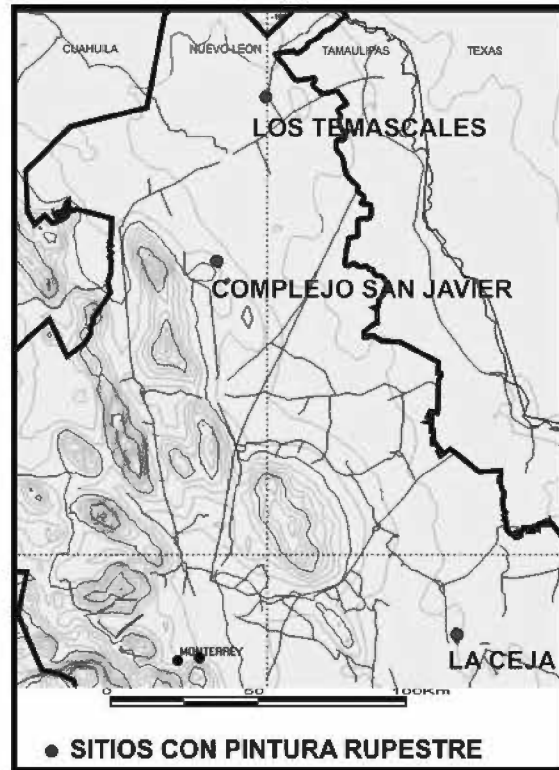 CUAHUILA NUEVO-LEON TAMAULIPAS TEXAS
LOS TEMASCALES
COMPLEJO SAN JAVIER
MONTERREY
LA CEJA
0 50 100Km
SITIOS CON PINTURA RUPESTRE